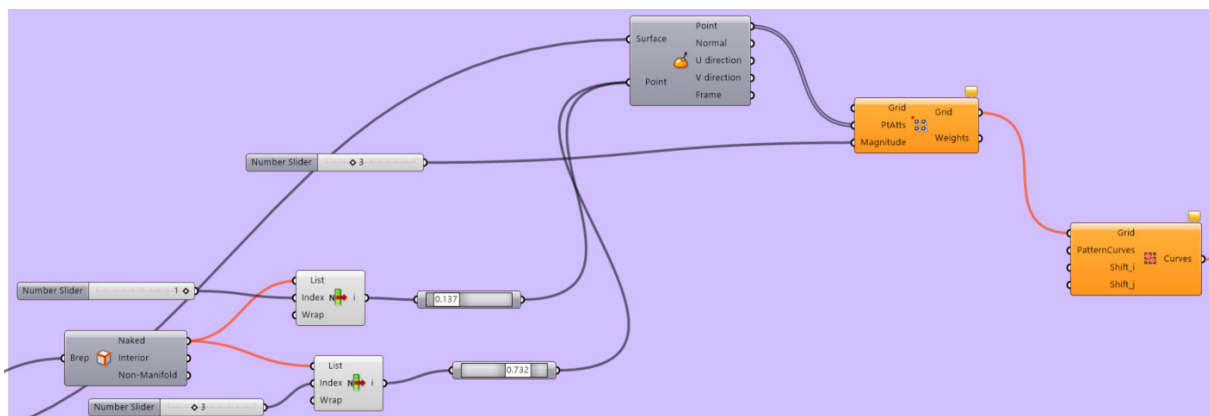 Surface
Point
Point
Normal
U direction
V direction
Frame
Grid
PtAtts
Magnitude
Grid
Weights
Number Slider 3
Grid
PatternCurves
Shift_i
Shift_j
Curves
Number Slider 1
List
Index
Wrap
i
0.137
Brep
Naked
Interior
Non-Manifold
List
Index
Wrap
i
0.732
Number Slider 3